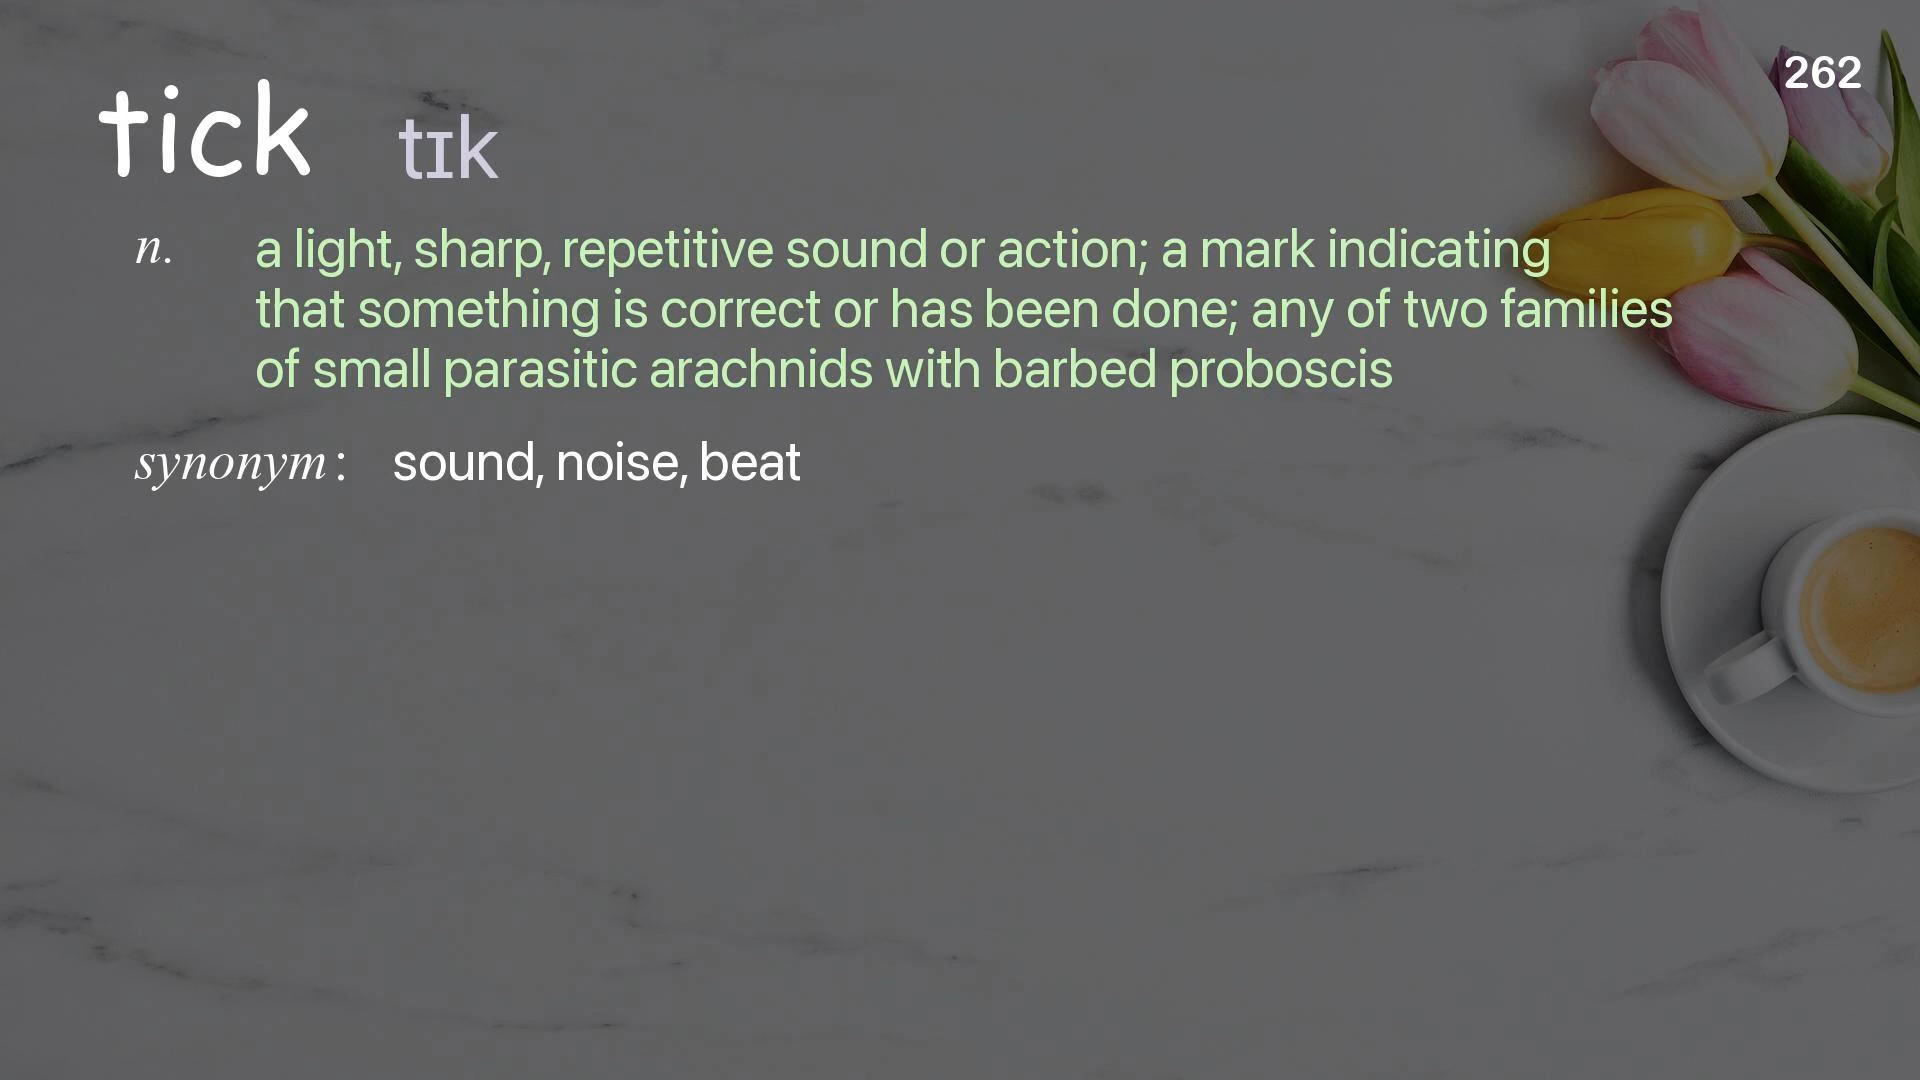 262
tick tɪk
n. a light, sharp, repetitive sound or action; a mark indicating
that something is correct or has been done; any of two families
of small parasitic arachnids with barbed proboscis
synonym: sound, noise, beat